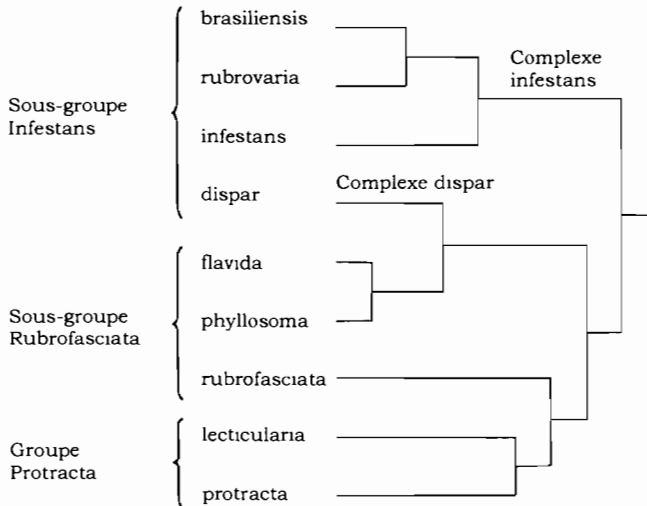 brasiliensis
Complexe
infestans
rubrovaria
Sous-groupe
Infestans
infestans
dispar
Complexe dispar
flavida
Sous-groupe
Rubrofasciata
phyllosoma
rubrofasciata
lecticularia
Groupe
Protracta
protracta